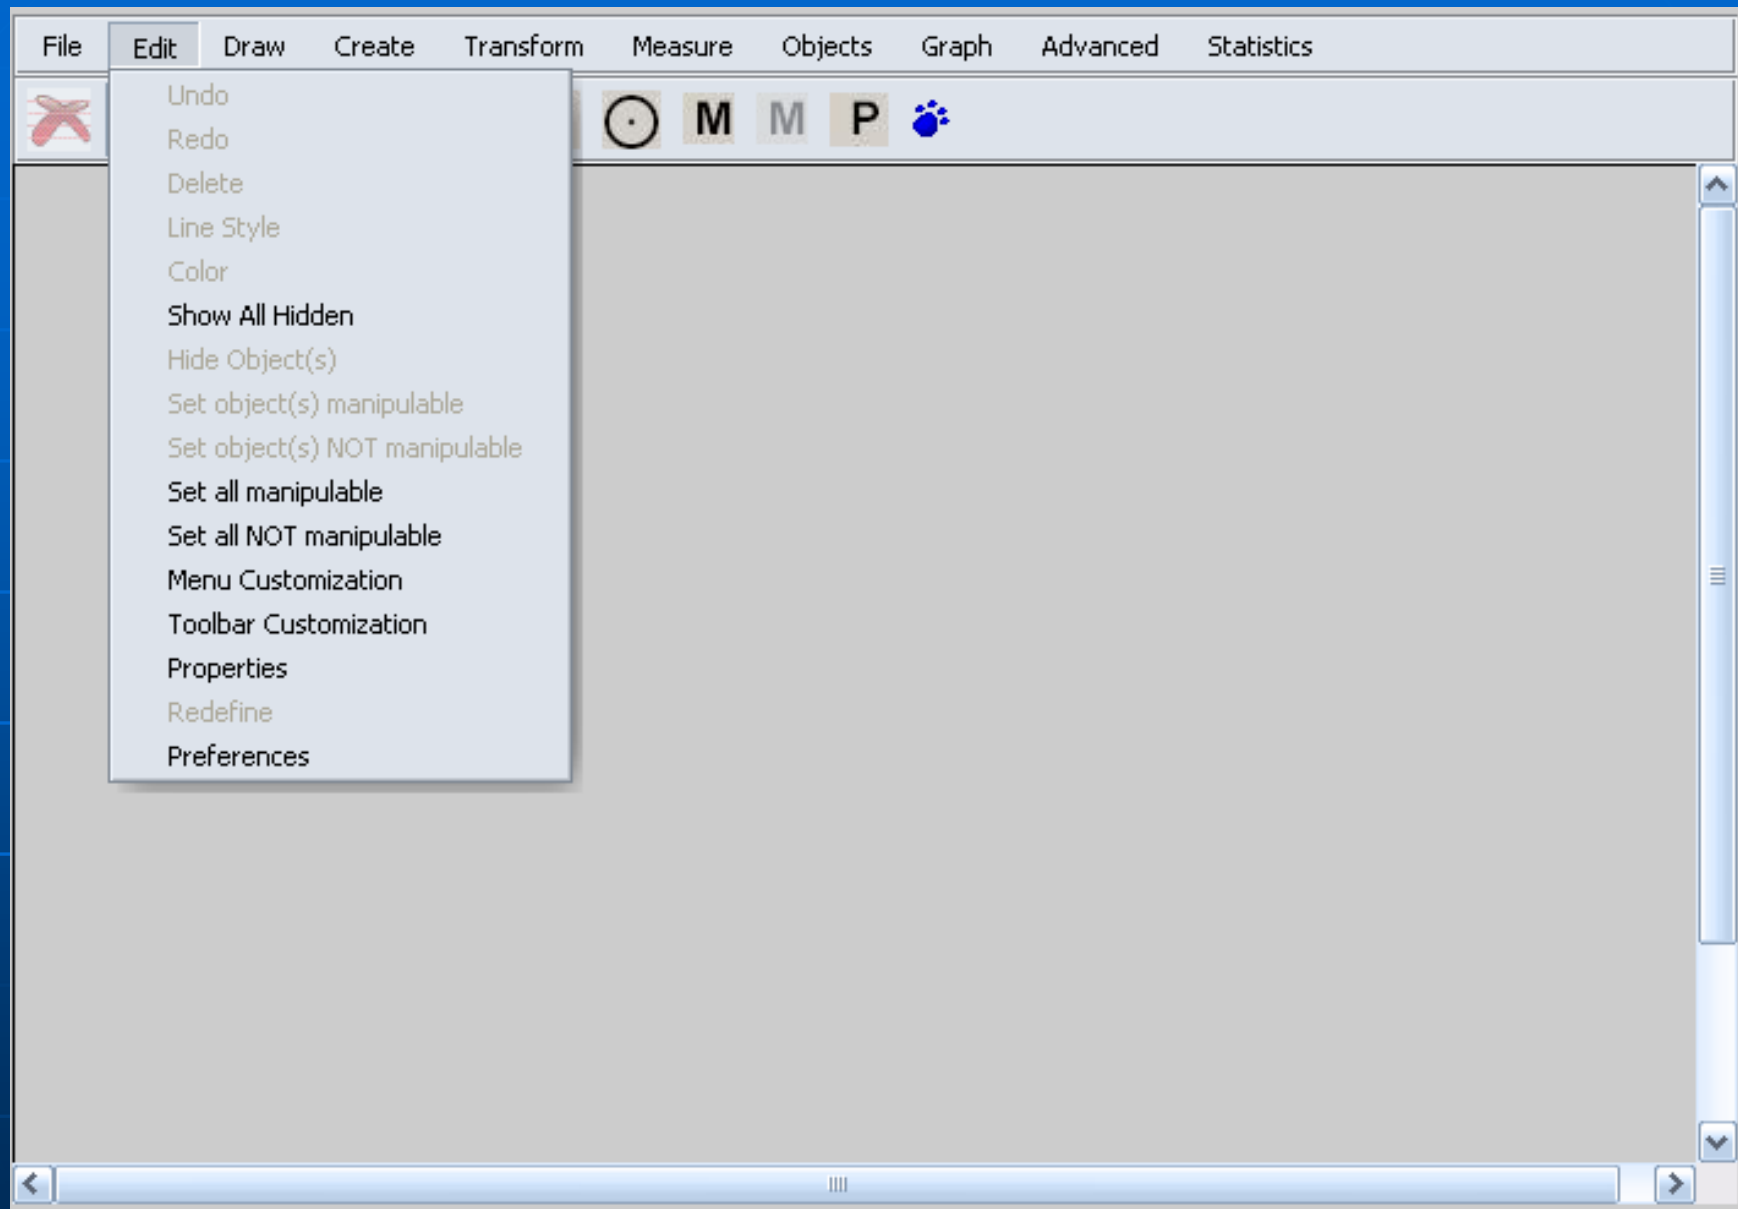 File Edit Draw Create Transform Measure Objects Graph Advanced Statistics
M M P
Undo
Redo
Delete
Line Style
Color
Show All Hidden
Hide Object(s)
Set object(s) manipulable
Set object(s) NOT manipulable
Set all manipulable
Set all NOT manipulable
Menu Customization
Toolbar Customization
Properties
Redefine
Preferences